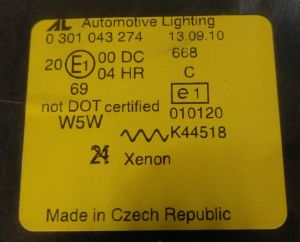 AL Automotive Lighting
0 301 043 274 13.09.10
20 E1 00 DC 668
04 HR C
69 e1
not DOT certified 010120
W5W K44518
24 Xenon
Made in Czech Republic